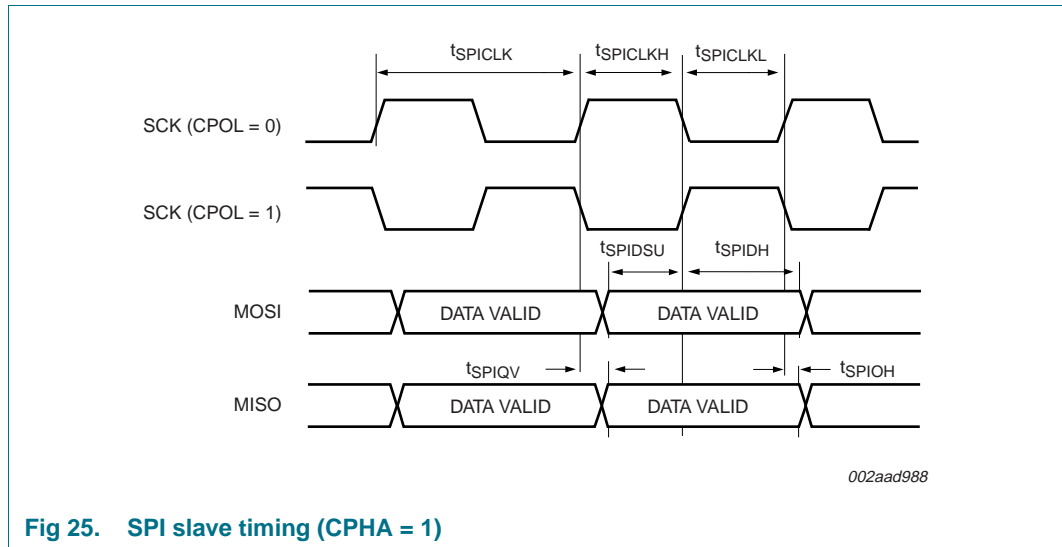 tSPICLK tSPICLKH tSPICLKL
SCK (CPOL = 0)
SCK (CPOL = 1)
tSPIDSU tSPIDH
MOSI DATA VALID DATA VALID
tSPIQV tSPIOH
MISO DATA VALID DATA VALID
002aad988
Fig 25. SPI slave timing (CPHA = 1)